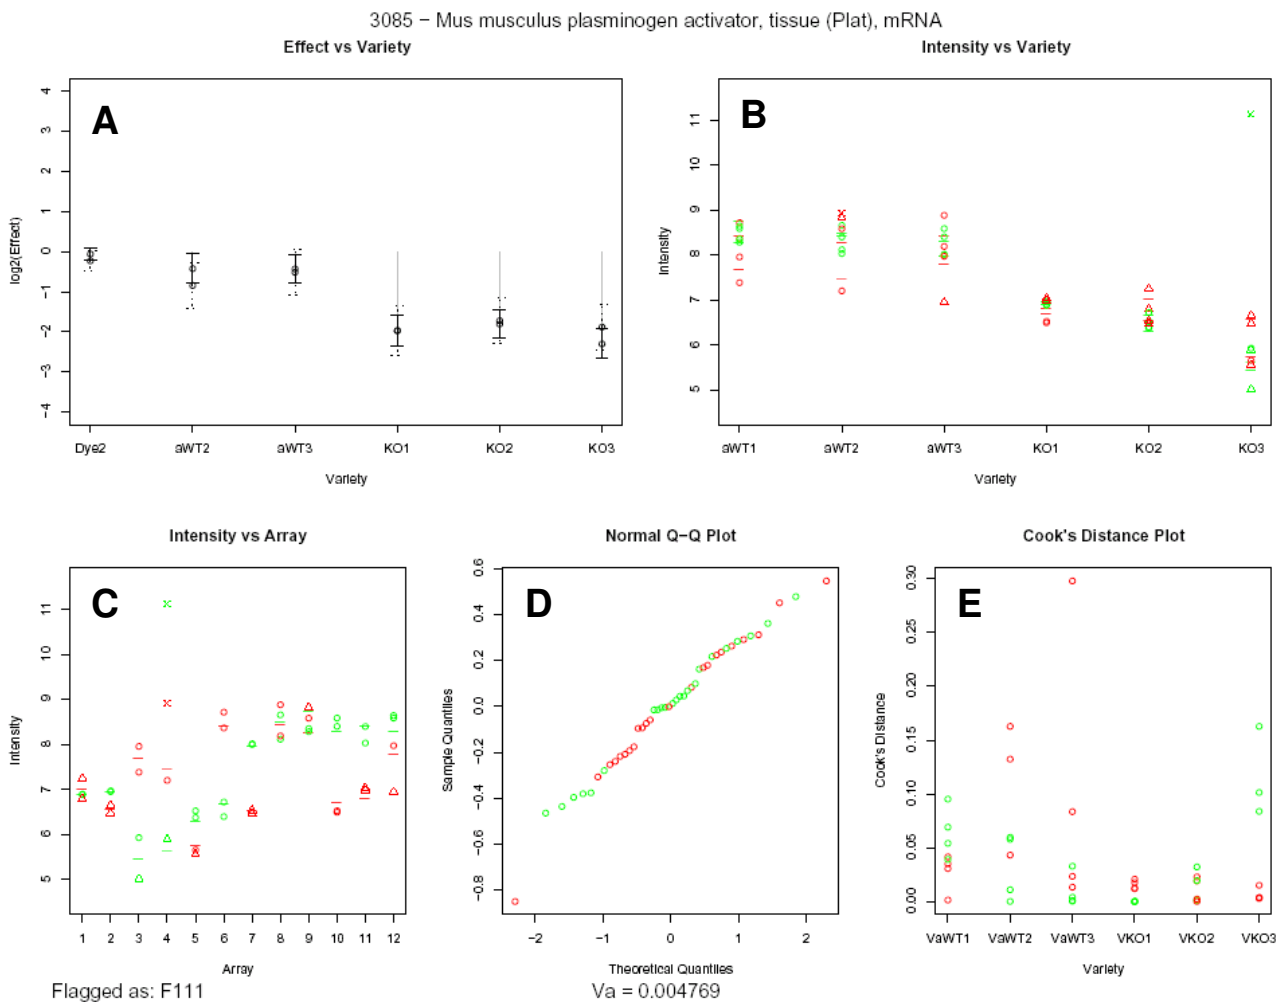 3085 − Mus musculus plasminogen activator, tissue (Plat), mRNA
Effect vs Variety
A
log2(Effect)
4
3
2
1
0
−1
−2
−3
−4
Dye2 aWT2 aWT3 KO1 KO2 KO3
Variety
Intensity vs Variety
B
Intensity
11
10
9
8
7
6
5
aWT1 aWT2 aWT3 KO1 KO2 KO3
Variety
Intensity vs Array
C
Intensity
11
10
9
8
7
6
5
1 2 3 4 5 6 7 8 9 10 11 12
Array
Normal Q−Q Plot
D
Sample Quantiles
0.6
0.4
0.2
0.0
−0.2
−0.4
−0.6
−0.8
−2 −1 0 1 2
Theoretical Quantiles
Cook's Distance Plot
E
Cook's Distance
0.30
0.25
0.20
0.15
0.10
0.05
0.00
VaWT1 VaWT2 VaWT3 VKO1 VKO2 VKO3
Variety
Flagged as: F111
Va = 0.004769